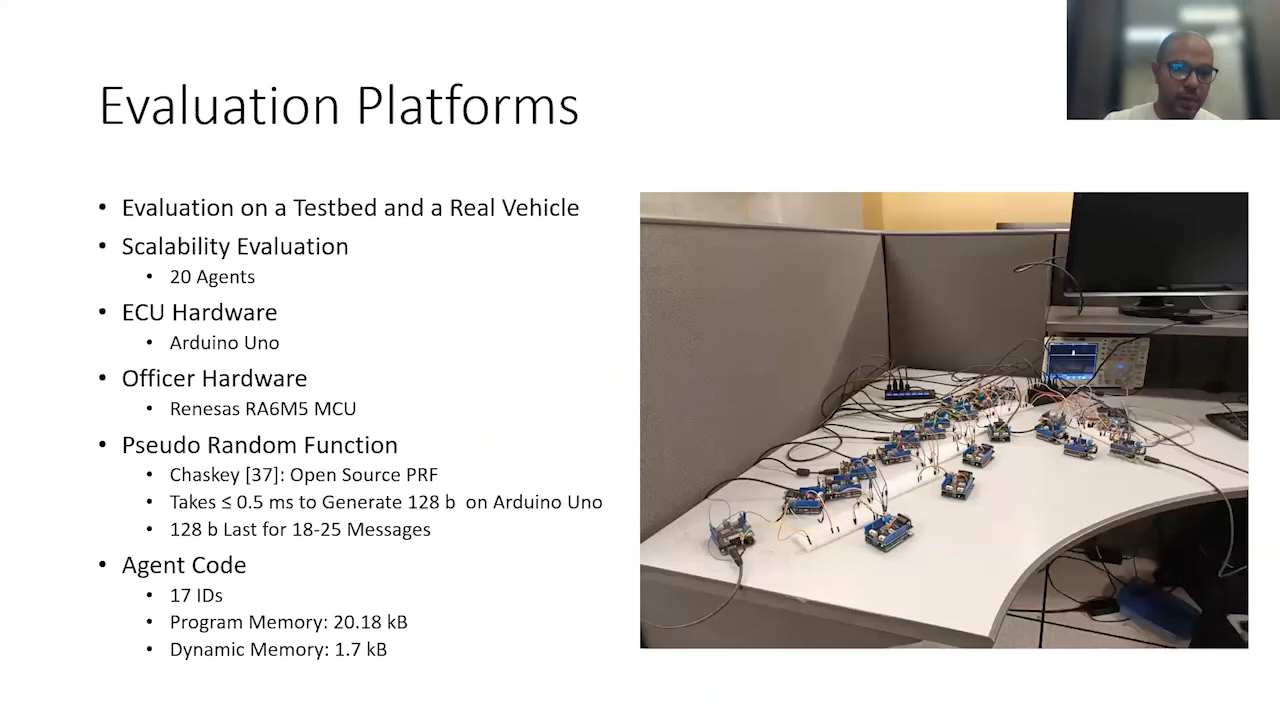 Evaluation Platforms
• Evaluation on a Testbed and a Real Vehicle
• Scalability Evaluation
• 20 Agents
• ECU Hardware
• Arduino Uno
• Officer Hardware
• Renesas RA6M5 MCU
• Pseudo Random Function
• Chaskey [37]: Open Source PRF
• Takes ≤ 0.5 ms to Generate 128 b on Arduino Uno
• 128 b Last for 18-25 Messages
• Agent Code
• 17 IDs
• Program Memory: 20.18 kB
• Dynamic Memory: 1.7 kB